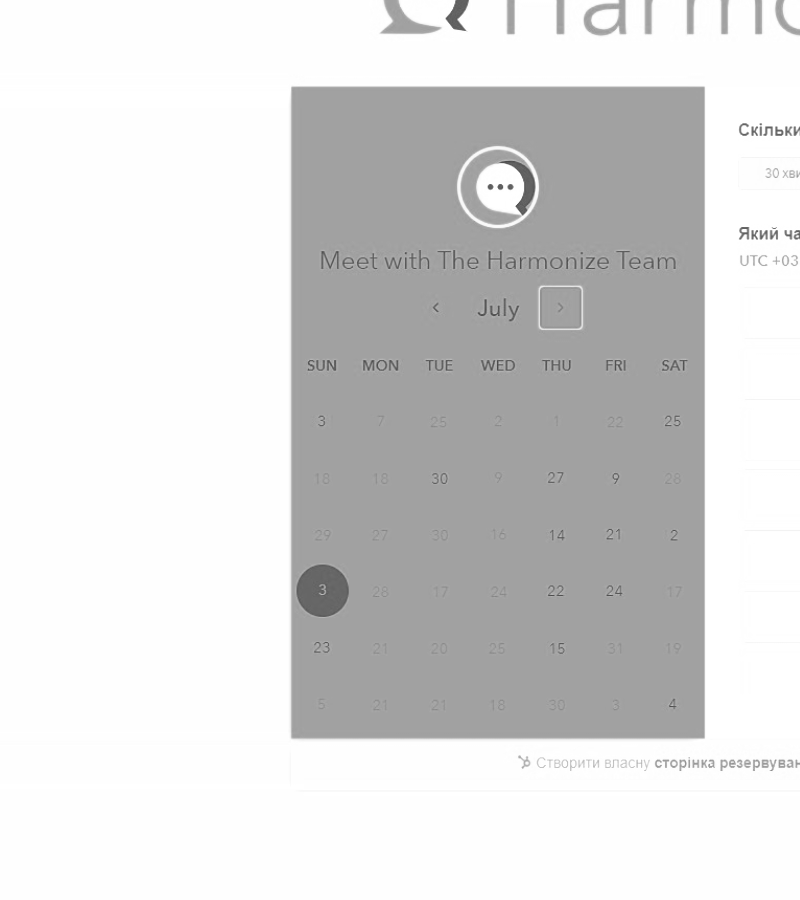 Harmo
Meet with The Harmonize Team
July
SUN MON TUE WED THU FRI SAT
3 7 25 2 1 22 25
18 18 30 9 27 9 28
29 27 30 16 14 21 2
3 28 17 24 22 24 17
23 21 20 25 15 31 19
5 21 21 18 30 3 4
Скільки
30 хви
Який ча
UTC +03
Створити власну сторінка резервуван